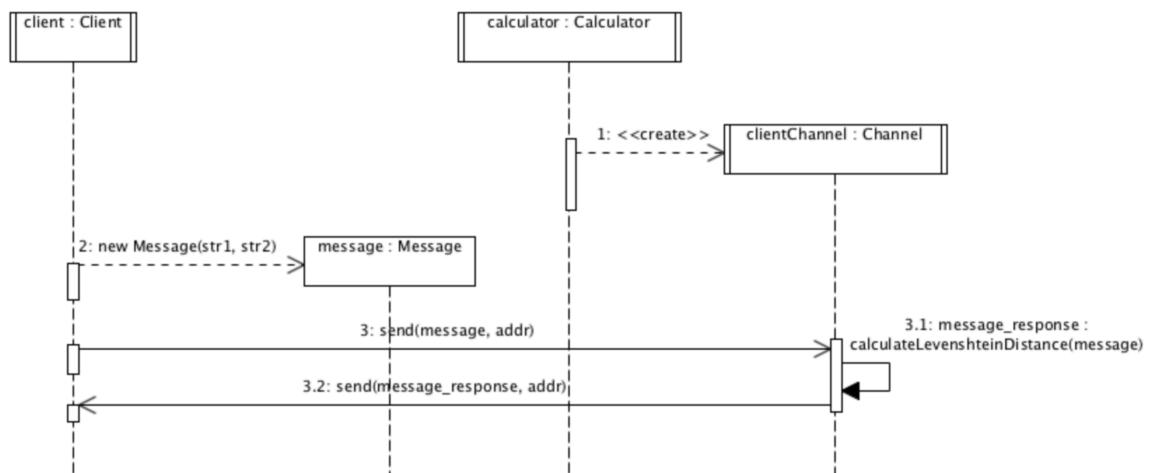 client : Client
calculator : Calculator
1: <<create>>
clientChannel : Channel
2: new Message(str1, str2)
message : Message
3: send(message, addr)
3.1: message_response :
calculateLevenshteinDistance(message)
3.2: send(message_response, addr)